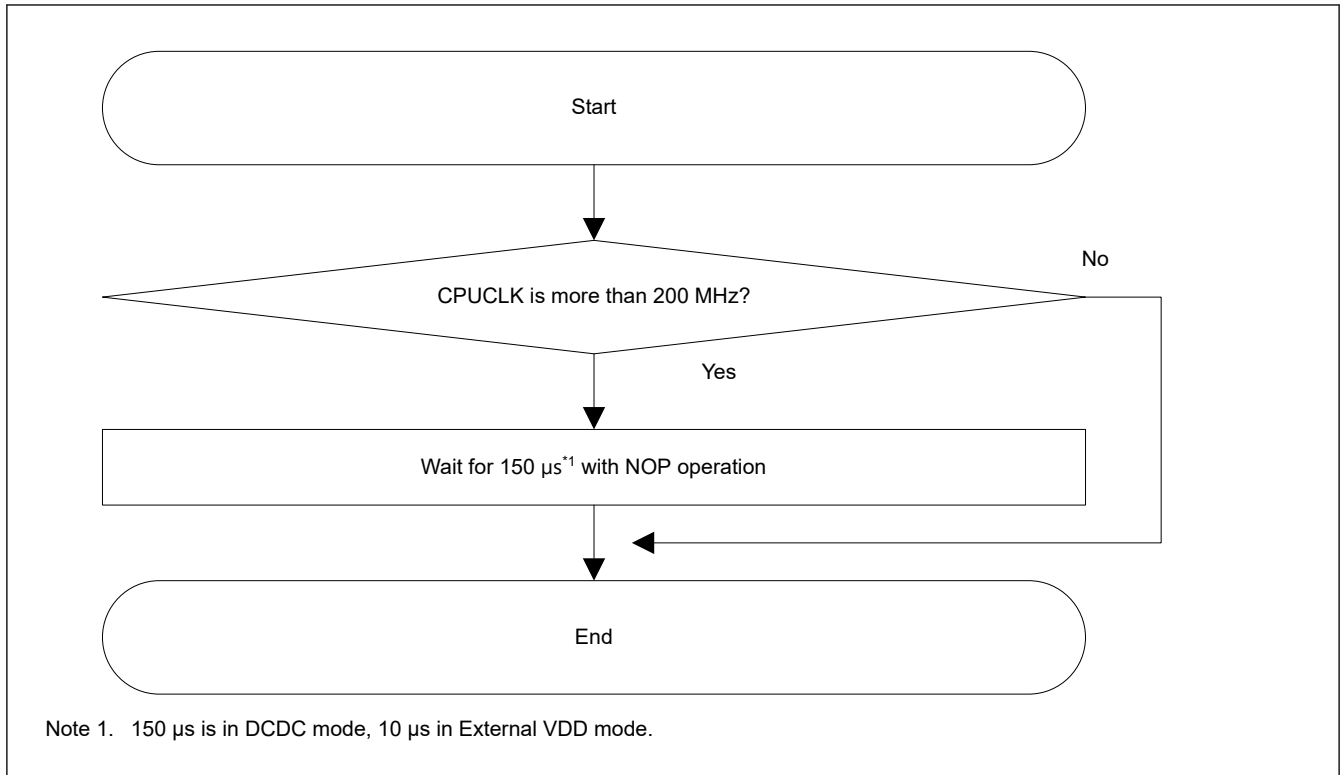 Start
CPUCLK is more than 200 MHz?
No
Yes
Wait for 150 µs*1 with NOP operation
End
Note 1. 150 µs is in DCDC mode, 10 µs in External VDD mode.